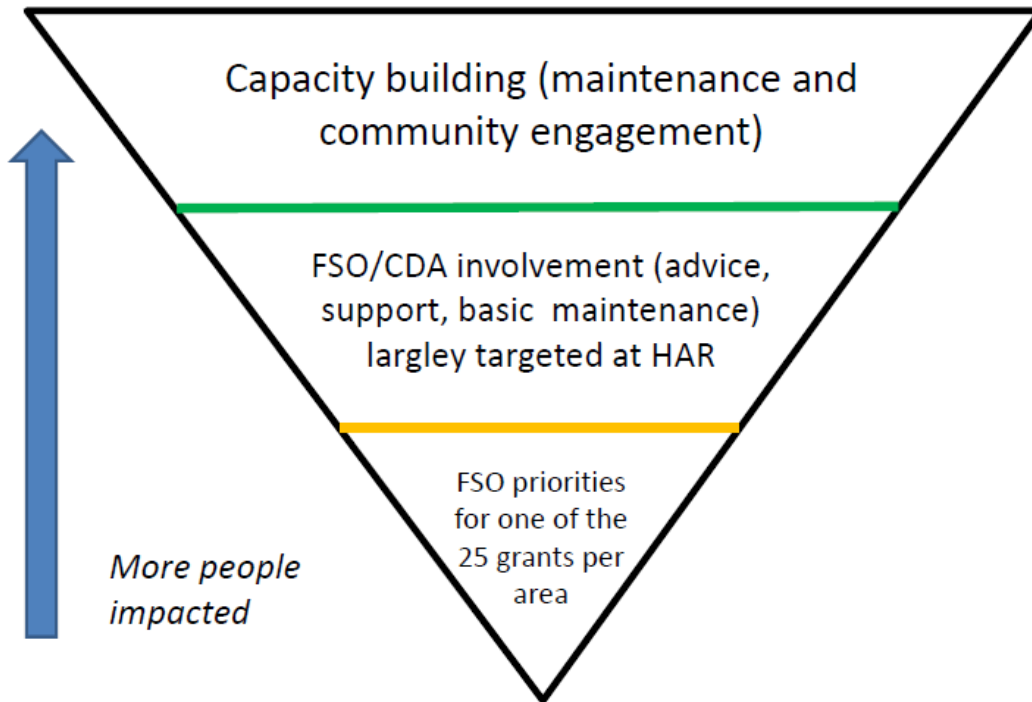 Capacity building (maintenance and
community engagement)
FSO/CDA involvement (advice,
support, basic  maintenance)
largley targeted at HAR
FSO priorities
for one of the
25 grants per
area
More people
impacted